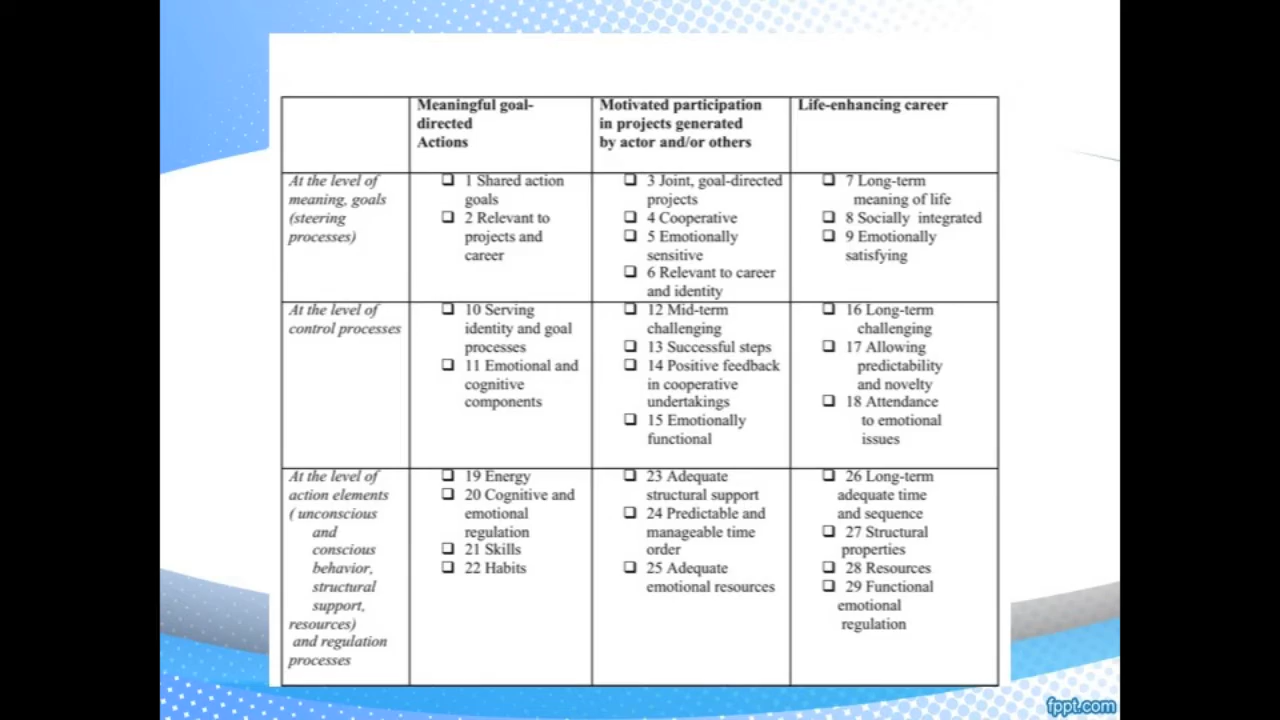 Meaningful goal-
directed
Actions
Motivated participation
in projects generated
by actor and/or others
Life-enhancing career
At the level of
meaning, goals
(steering
processes)
1 Shared action
goals
2 Relevant to
projects and
career
3 Joint, goal-directed
projects
4 Cooperative
5 Emotionally
sensitive
6 Relevant to career
and identity
7 Long-term
meaning of life
8 Socially integrated
9 Emotionally
satisfying
At the level of
control processes
10 Serving
identity and goal
processes
11 Emotional and
cognitive
components
12 Mid-term
challenging
13 Successful steps
14 Positive feedback
in cooperative
undertakings
15 Emotionally
functional
16 Long-term
challenging
17 Allowing
predictability
and novelty
18 Attendance
to emotional
issues
At the level of
action elements
( unconscious
and
conscious
behavior,
structural
support,
resources)
and regulation
processes
19 Energy
20 Cognitive and
emotional
regulation
21 Skills
22 Habits
23 Adequate
structural support
24 Predictable and
manageable time
order
25 Adequate
emotional resources
26 Long-term
adequate time
and sequence
27 Structural
properties
28 Resources
29 Functional
emotional
regulation
fppt.com